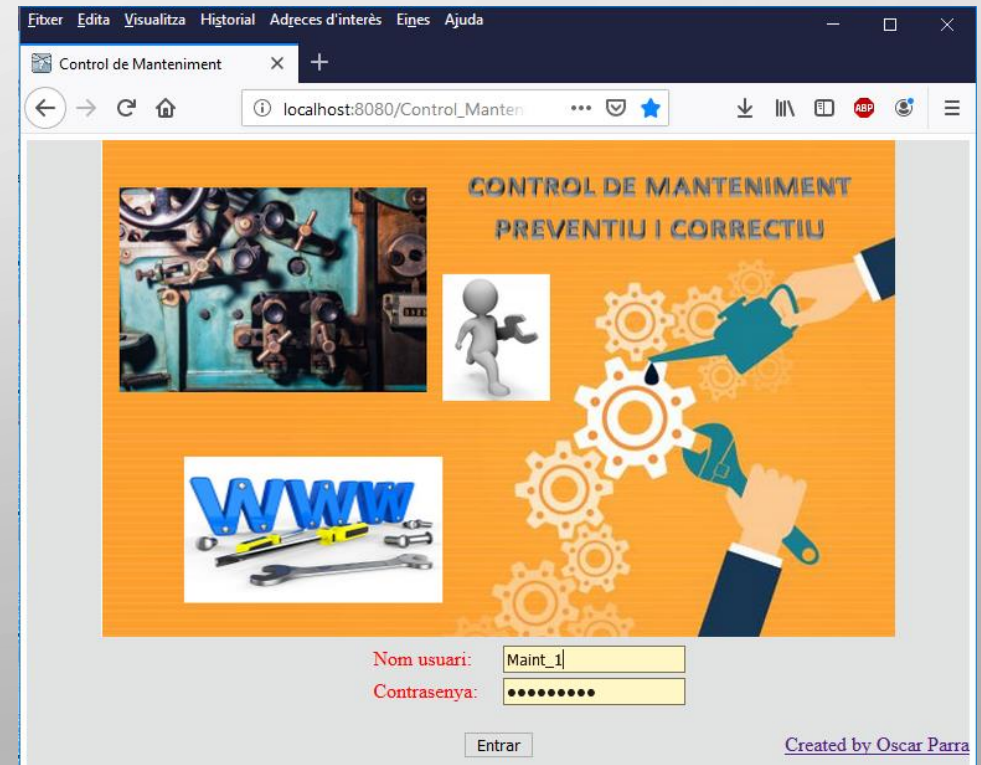 Fitxer Edita Visualitza Historial Adreces d'interès Eines Ajuda
Control de Manteniment
localhost:8080/Control_Manten
ABP
CONTROL DE MANTENIMENT
PREVENTIU I CORRECTIU
WWW
Nom usuari: Maint_1
Contrasenya: •••••••••
Entrar
Created by Oscar Parra